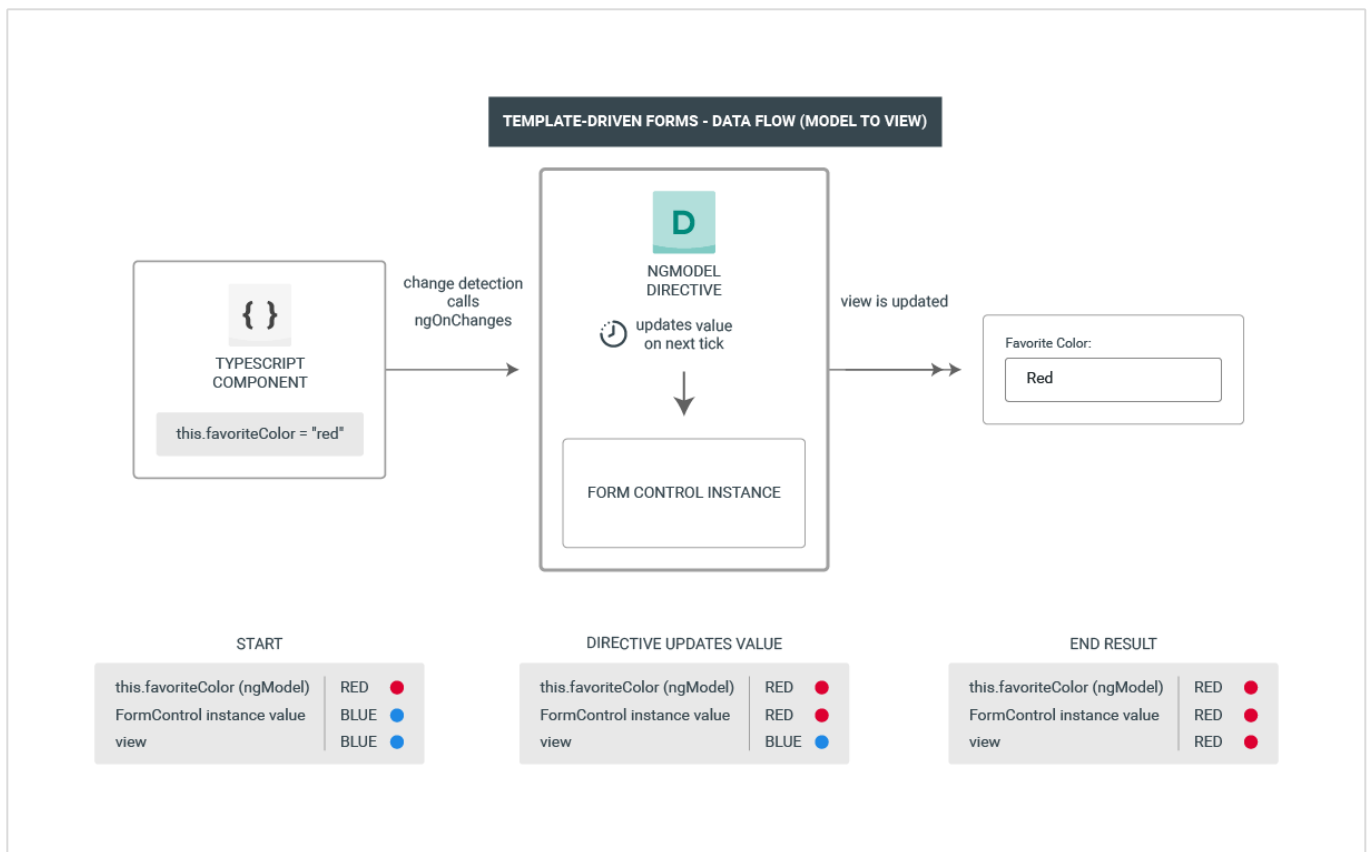 TEMPLATE-DRIVEN FORMS - DATA FLOW (MODEL TO VIEW)
{ }
TYPESCRIPT
COMPONENT
this.favoriteColor = "red"
change detection
calls
ngOnChanges
D
NGMODEL
DIRECTIVE
updates value
on next tick
FORM CONTROL INSTANCE
view is updated
Favorite Color:
Red
START
this.favoriteColor (ngModel) RED
FormControl instance value BLUE
view BLUE
DIRECTIVE UPDATES VALUE
this.favoriteColor (ngModel) RED
FormControl instance value RED
view BLUE
END RESULT
this.favoriteColor (ngModel) RED
FormControl instance value RED
view RED